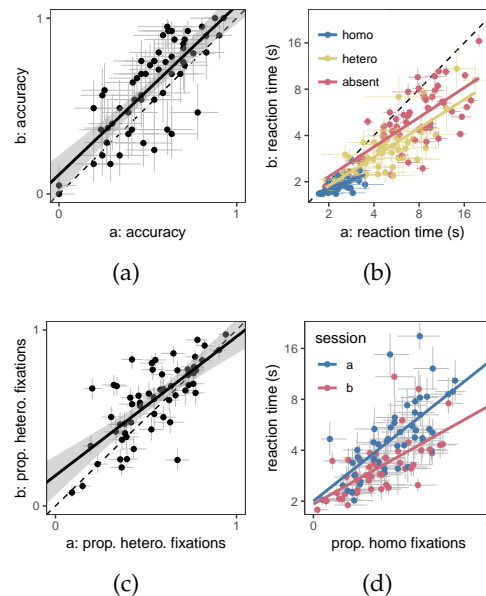 1
b: accuracy
0
0
1
a: accuracy
(a)
homo
hetero
absent
16
8
4
2
b: reaction time (s)
2
4
8
16
a: reaction time (s)
(b)
1
b: prop. hetero. fixations
0
0
1
a: prop. hetero. fixations
(c)
session
a
b
16
8
4
2
reaction time (s)
0
prop. homo fixations
(d)